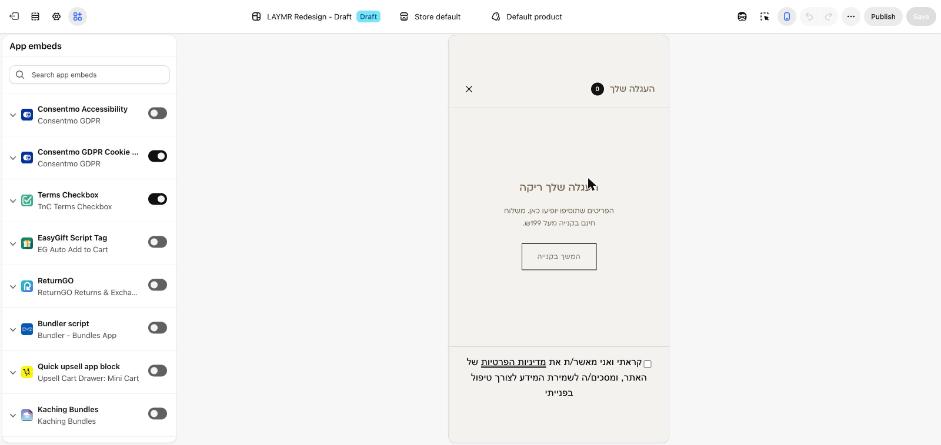 LAYMR Redesign - Draft Draft
Store default
Default product
Publish
Save
App embeds
Search app embeds
Consentmo Accessibility
Consentmo GDPR
Consentmo GDPR Cookie ...
Consentmo GDPR
Terms Checkbox
TnC Terms Checkbox
EasyGift Script Tag
EG Auto Add to Cart
ReturnGO
ReturnGO Returns & Excha...
Bundler script
Bundler - Bundles App
Quick upsell app block
Upsell Cart Drawer: Mini Cart
Kaching Bundles
Kaching Bundles
העגלה שלך 0
העגלה שלך ריקה
הפריטים שתוסיפו יופיעו כאן. משלוח
חינם בקנייה מעל 199₪.
המשך בקנייה
קראתי ואני מאשר/ת את מדיניות הפרטיות של
האתר, ומסכים/ה לשמירת המידע לצורך טיפול
בפנייתי